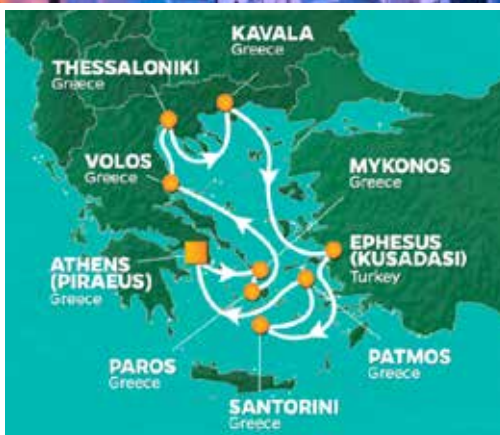 KAVALA
Greece
THESSALONIKI
Greece
VOLOS
Greece
MYKONOS
Greece
EPHESUS
(KUSADASI)
Turkey
ATHENS
(PIRAEUS)
Greece
PAROS
Greece
PATMOS
Greece
SANTORINI
Greece